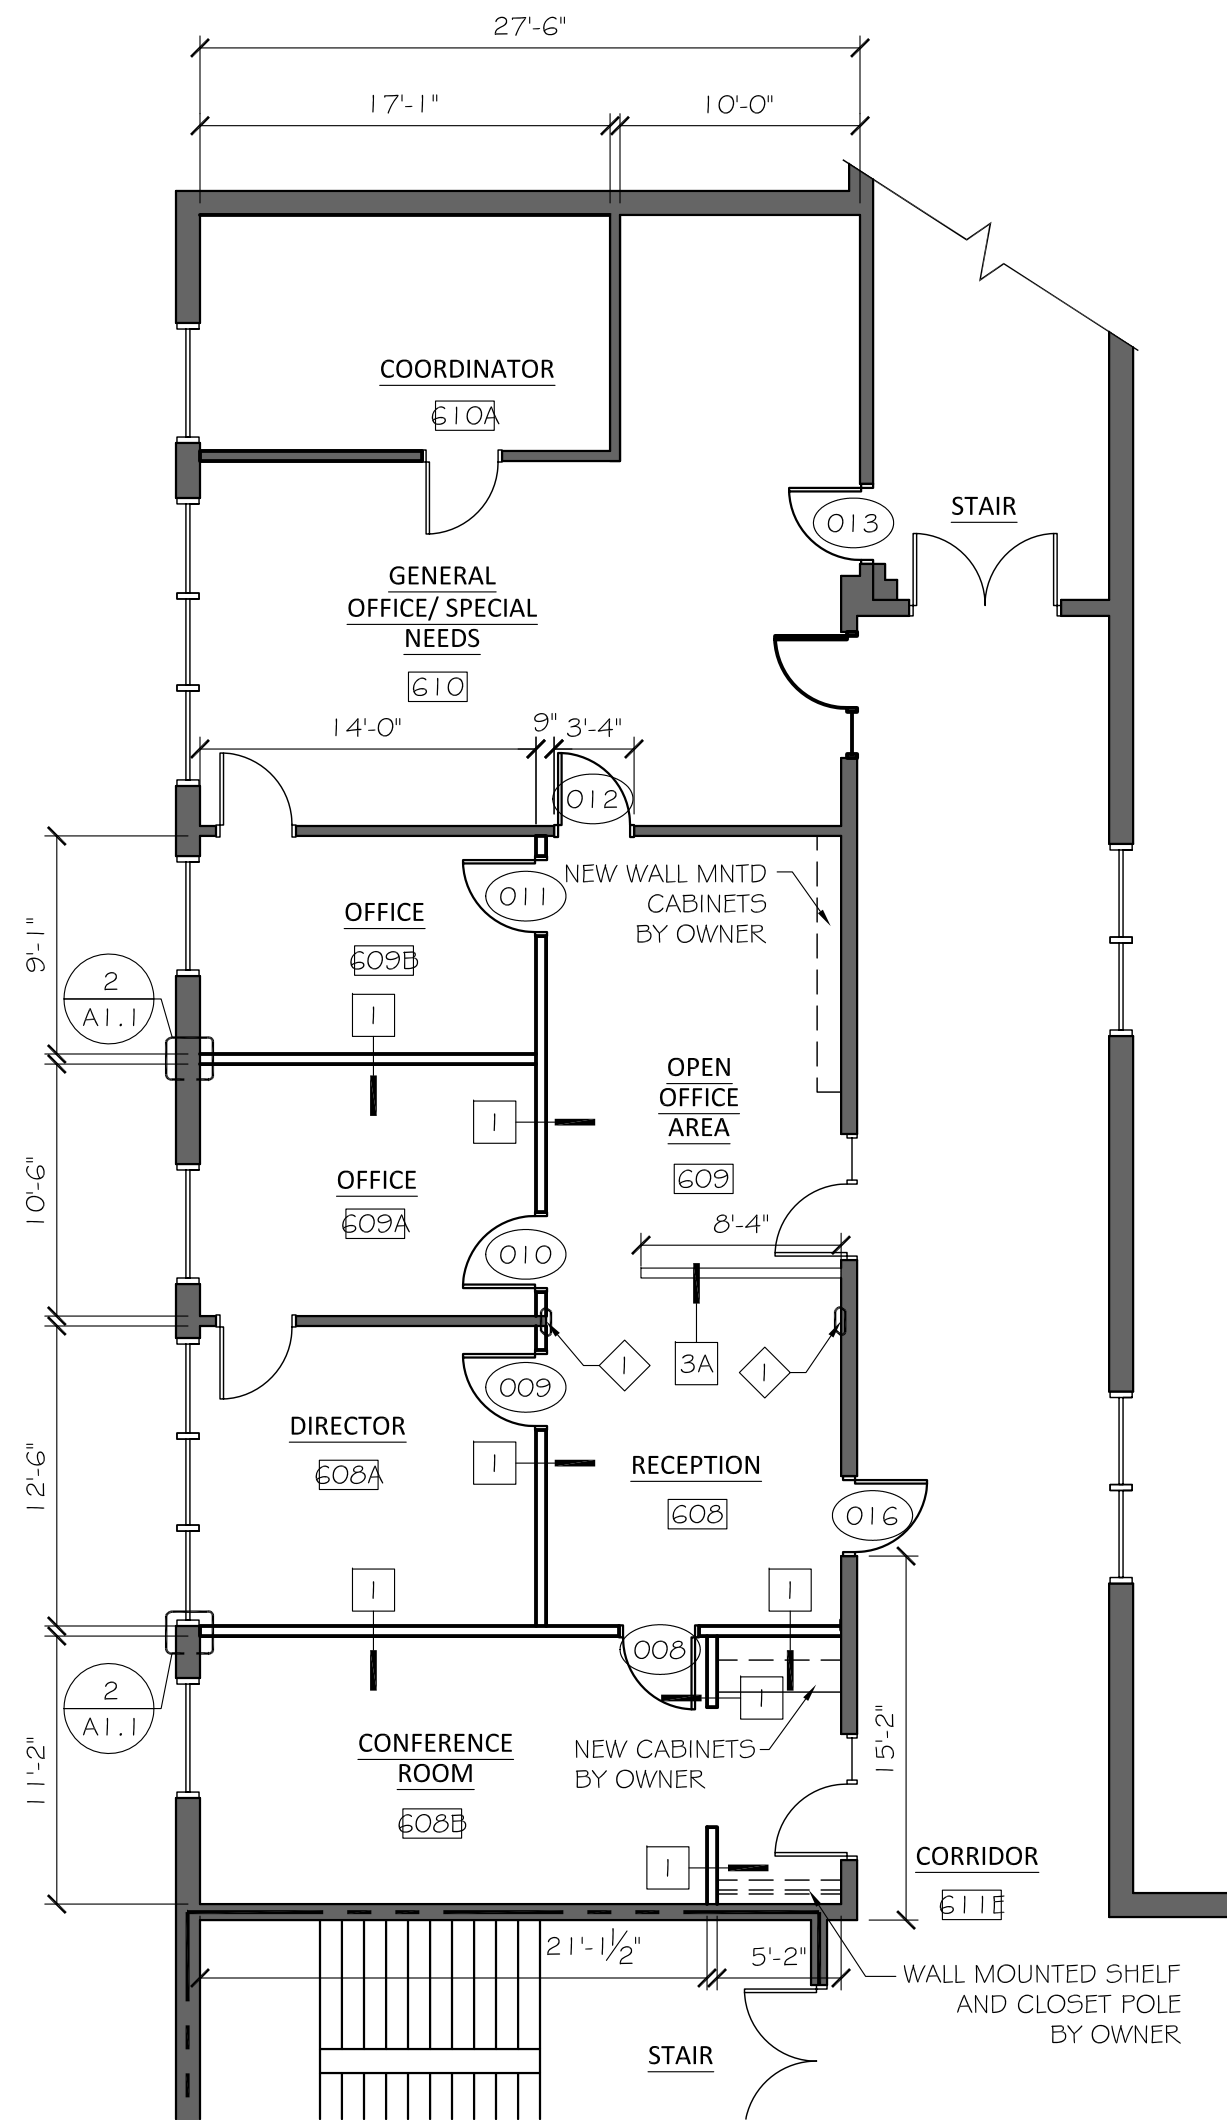 27'-6"
17'-1"
10'-0"
COORDINATOR
610A
STAIR
013
GENERAL
OFFICE/ SPECIAL
NEEDS
610
14'-0"
9"
3'-4"
012
NEW WALL MNTD
CABINETS
BY OWNER
011
OFFICE
609B
9'-1"
2
A1.1
1
OPEN
OFFICE
AREA
609
1
OFFICE
609A
10'-6"
8'-4"
010
1
3A
1
009
DIRECTOR
608A
12'-6"
1
RECEPTION
608
016
1
1
008
2
A1.1
1
CONFERENCE
ROOM
608B
11'-2"
NEW CABINETS
BY OWNER
15'-2"
1
CORRIDOR
611E
21'-1½"
5'-2"
WALL MOUNTED SHELF
AND CLOSET POLE
BY OWNER
STAIR